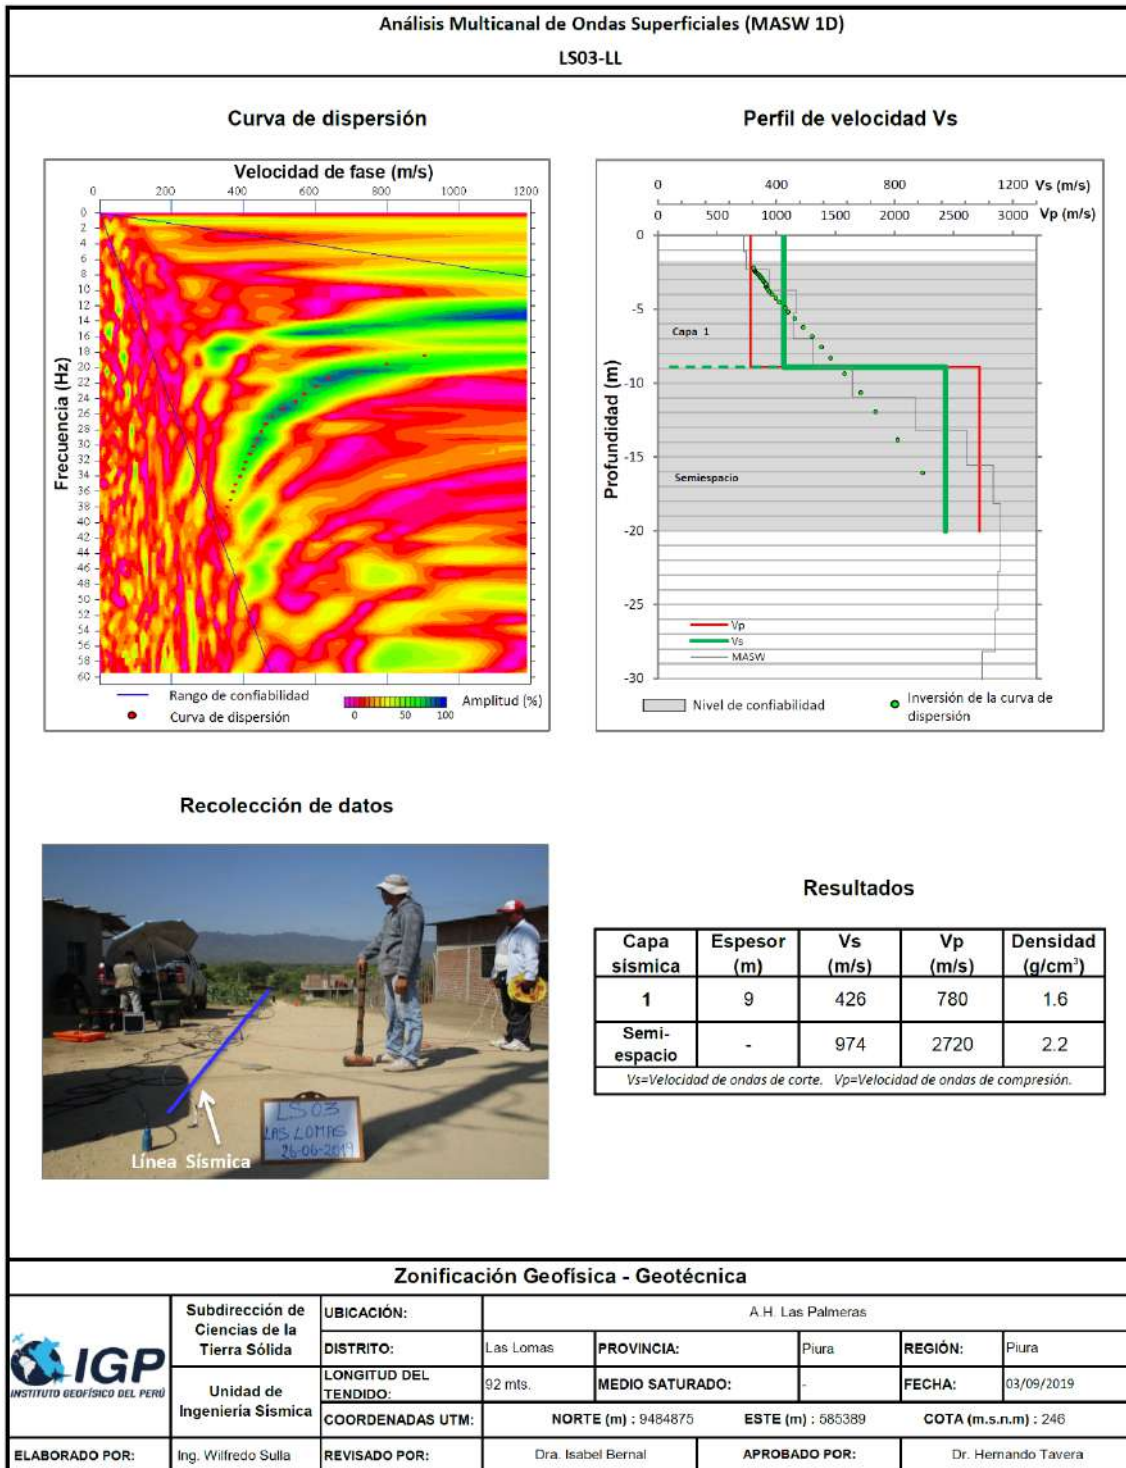 Análisis Multicanal de Ondas Superficiales (MASW 1D)
LS03-LL
Curva de dispersión
Velocidad de fase (m/s)
0 200 400 600 800 1000 1200
Frecuencia (Hz)
0
2
4
6
8
10
12
14
16
18
20
22
24
26
28
30
32
34
36
38
40
42
44
46
48
50
52
54
56
58
60
Rango de confiabilidad
Curva de dispersión
0 50 100
Amplitud (%)
Perfil de velocidad Vs
0 400 800 1200 Vs (m/s)
0 500 1000 1500 2000 2500 3000 Vp (m/s)
Profundidad (m)
0
-5
-10
-15
-20
-25
-30
Capa 1
Semiespacio
Vp
Vs
MASW
Nivel de confiabilidad
Inversión de la curva de
dispersión
Recolección de datos
LS03
LAS LOMAS
26-06-2019
Línea Sísmica
Resultados
Capa sísmica Espesor (m) Vs (m/s) Vp (m/s) Densidad (g/cm³)
1 9 426 780 1.6
Semi-espacio - 974 2720 2.2
Vs=Velocidad de ondas de corte. Vp=Velocidad de ondas de compresión.
Zonificación Geofísica - Geotécnica
IGP
INSTITUTO GEOFÍSICO DEL PERÚ
Subdirección de
Ciencias de la
Tierra Sólida
Unidad de
Ingeniería Sísmica
UBICACIÓN: A.H. Las Palmeras
DISTRITO: Las Lomas PROVINCIA: Piura REGIÓN: Piura
LONGITUD DEL TENDIDO: 92 mts. MEDIO SATURADO: - FECHA: 03/09/2019
COORDENADAS UTM: NORTE (m) : 9484875 ESTE (m) : 585389 COTA (m.s.n.m) : 246
ELABORADO POR: Ing. Wilfredo Sulla REVISADO POR: Dra. Isabel Bernal APROBADO POR: Dr. Hernando Tavera